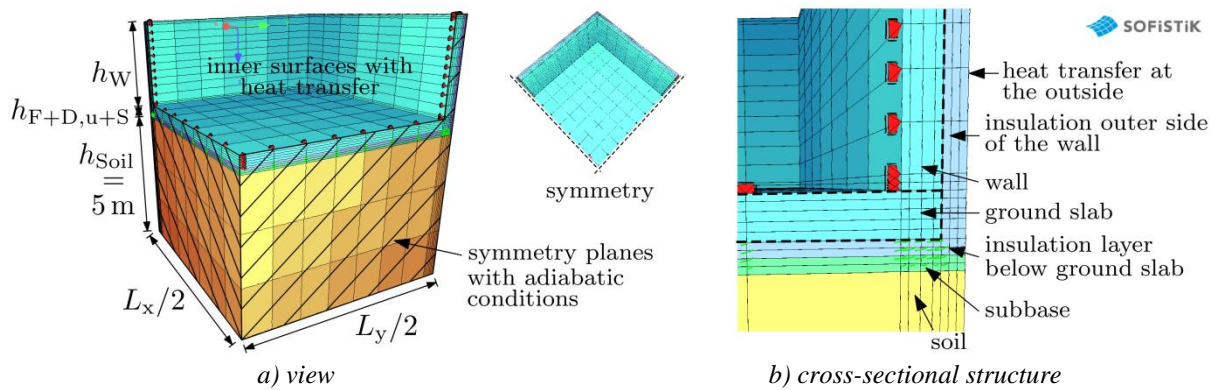 inner surfaces with
heat transfer
h_W
h_F+D,u+S
h_Soil
=
5 m
symmetry
symmetry planes
with adiabatic
conditions
L_x/2
L_y/2
a) view
SOFiSTiK
heat transfer at
the outside
insulation outer side
of the wall
wall
ground slab
insulation layer
below ground slab
subbase
soil
b) cross-sectional structure